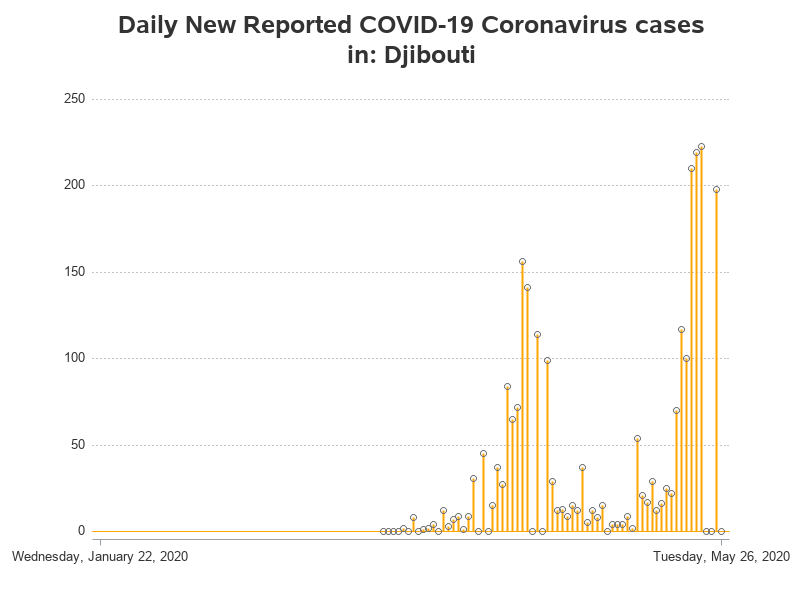 Daily New Reported COVID-19 Coronavirus cases
in: Djibouti
250
200
150
100
50
0
Wednesday, January 22, 2020
Tuesday, May 26, 2020